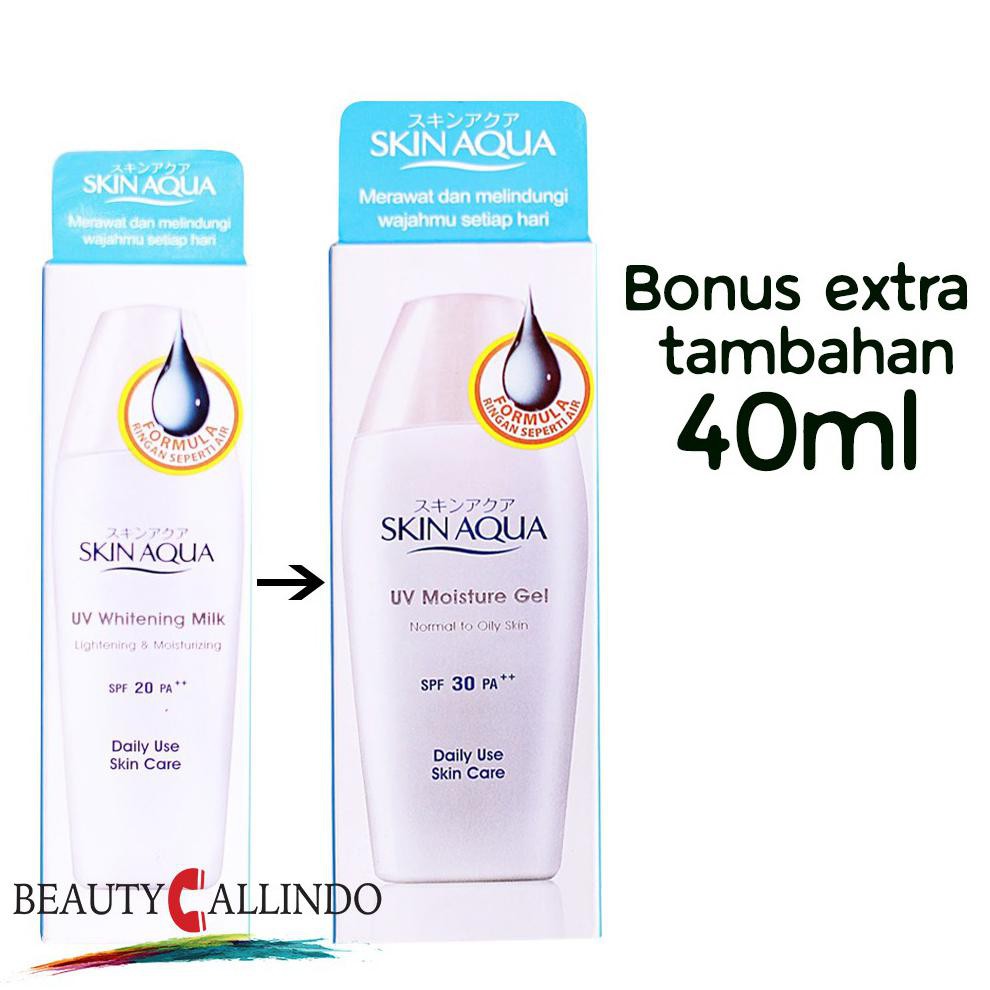 スキンアクア
SKIN AQUA
Merawat dan melindungi
wajahmu setiap hari
FORMULA
RINGAN SEPERTI AIR
スキンアクア
SKIN AQUA
UV Whitening Milk
Lightening & Moisturizing
SPF 20 PA++
Daily Use
Skin Care
スキンアクア
SKIN AQUA
Merawat dan melindungi
wajahmu setiap hari
FORMULA
RINGAN SEPERTI AIR
スキンアクア
SKIN AQUA
UV Moisture Gel
Normal to Oily Skin
SPF 30 PA++
Daily Use
Skin Care
Bonus extra
tambahan
40ml
BEAUTY CALLINDO